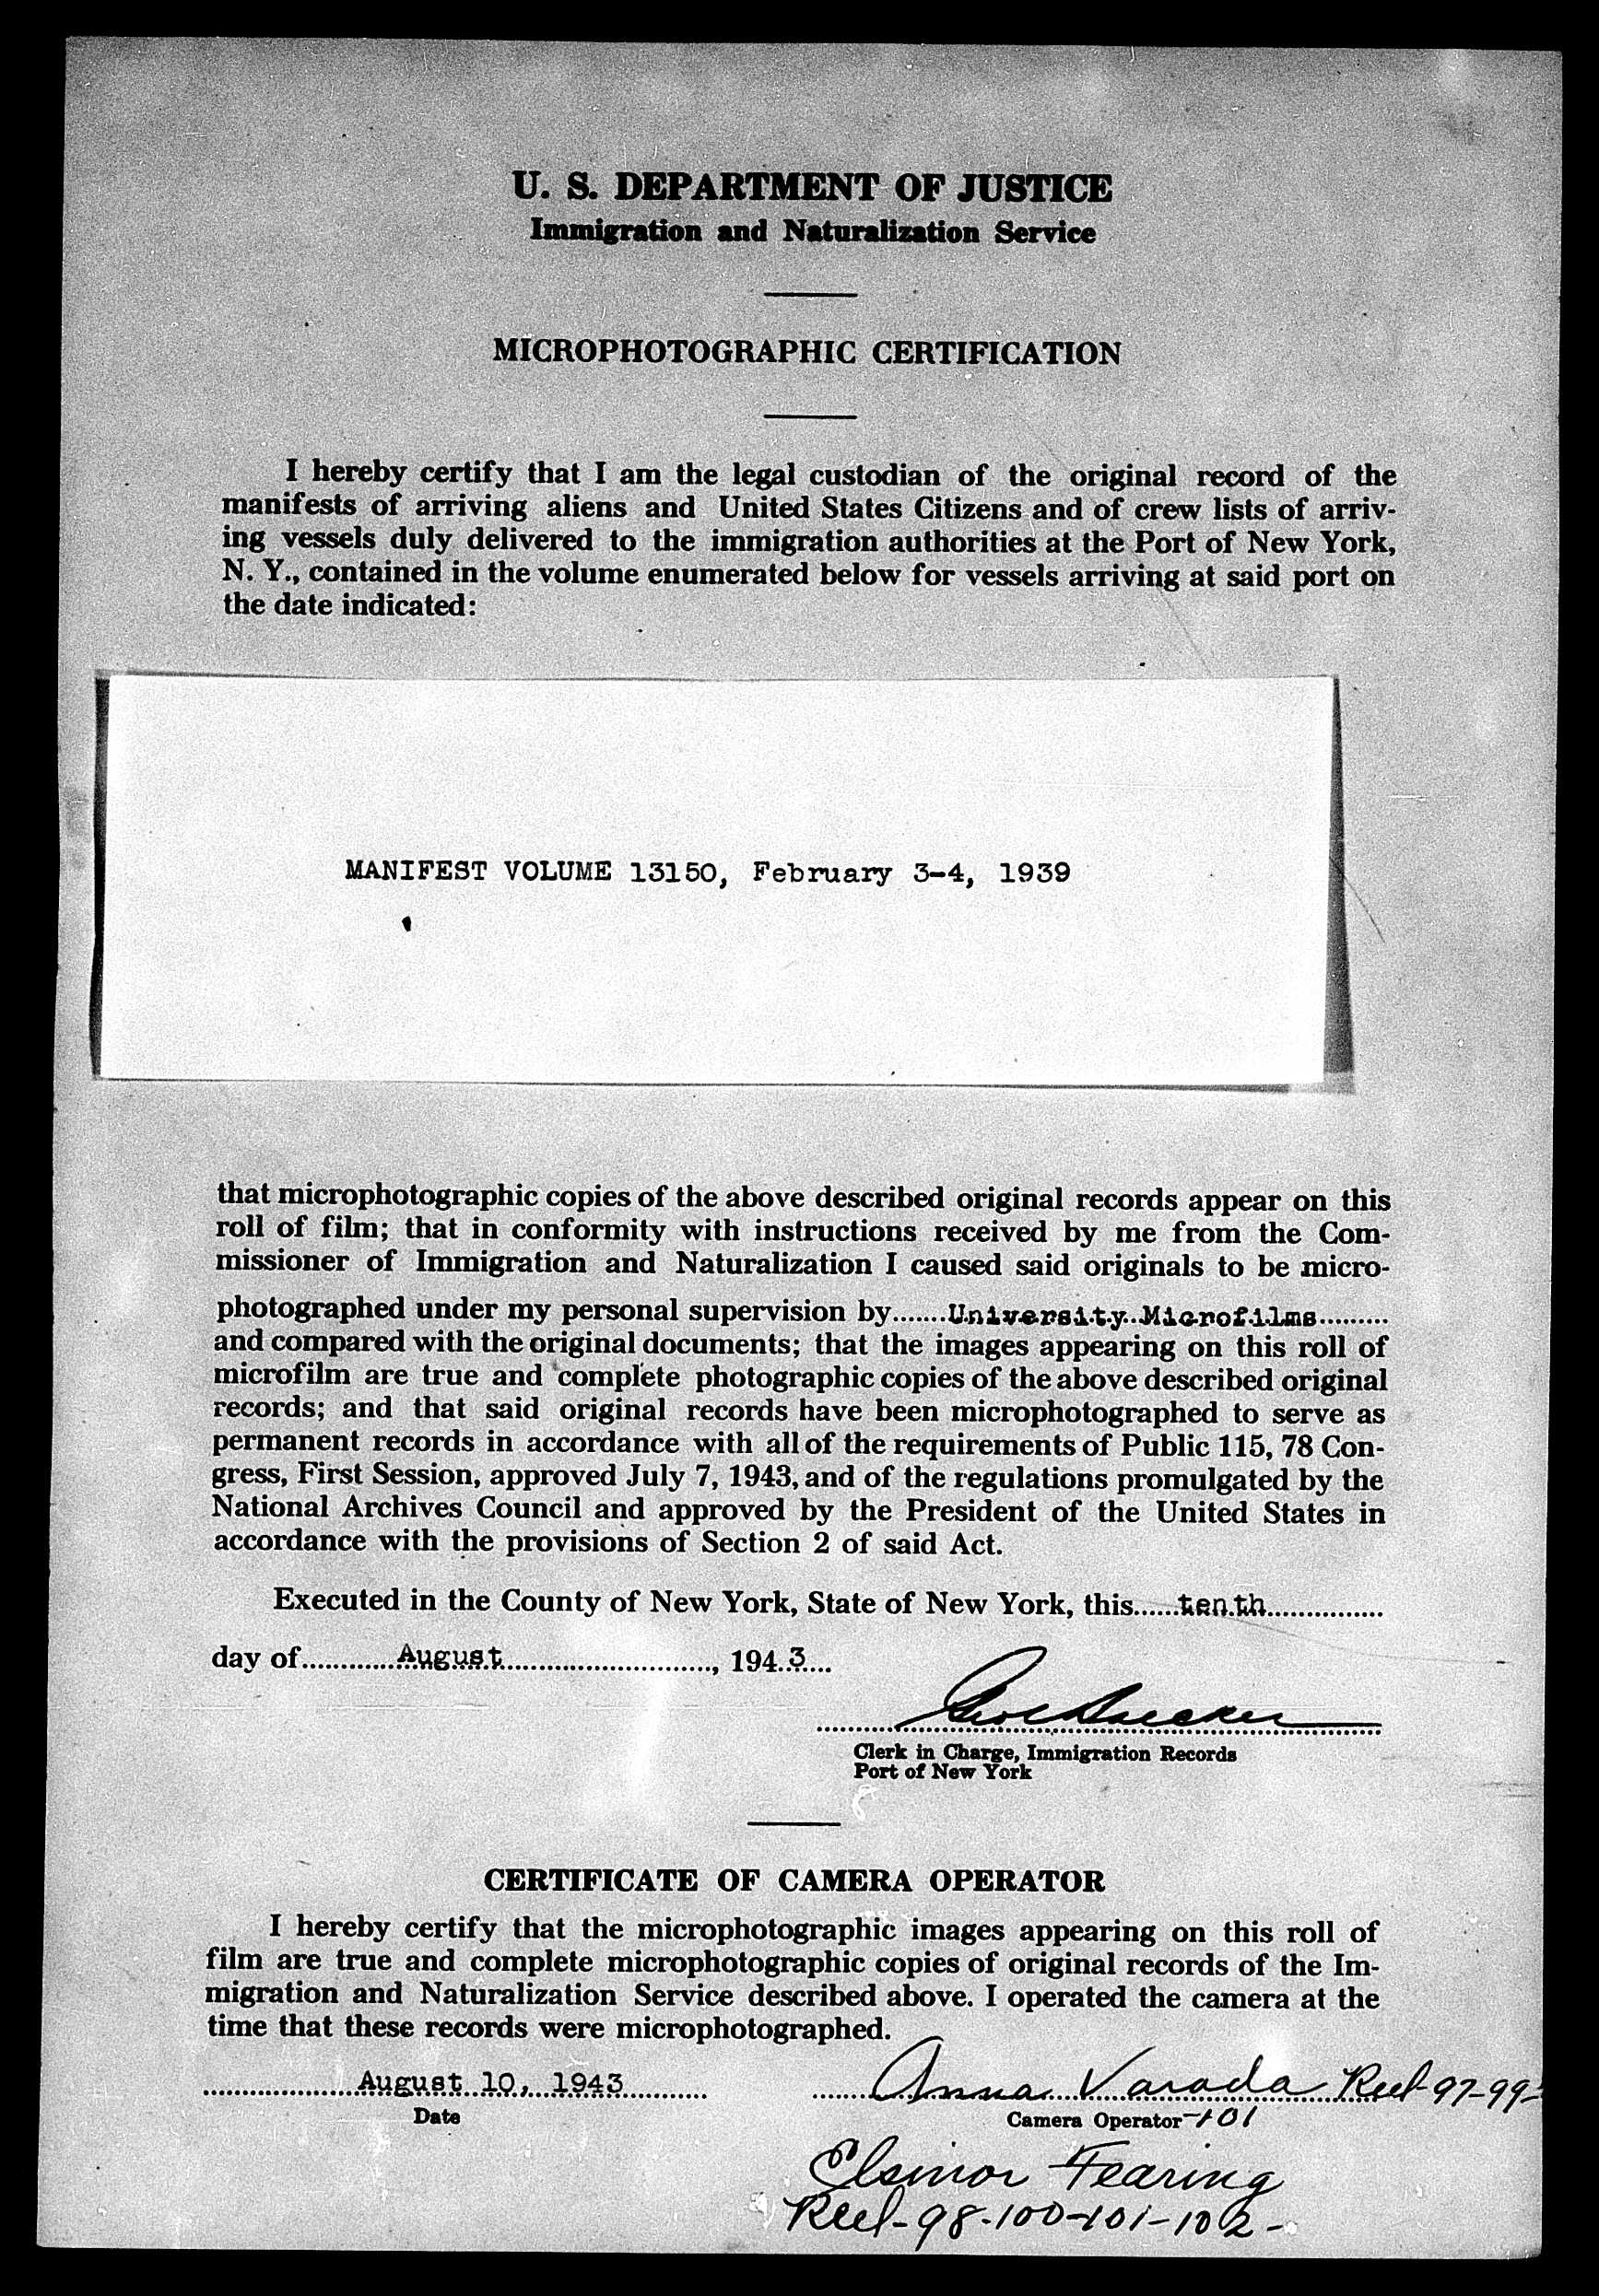 U. S. DEPARTMENT OF JUSTICE
Immigration and Naturalization Service
MICROPHOTOGRAPHIC CERTIFICATION
I hereby certify that I am the legal custodian of the original record of the
manifests of arriving aliens and United States Citizens and of crew lists of arriv-
ing vessels duly delivered to the immigration authorities at the Port of New York,
N. Y., contained in the volume enumerated below for vessels arriving at said port on
the date indicated:
MANIFEST VOLUME 13150, February 3-4, 1939
that microphotographic copies of the above described original records appear on this
roll of film; that in conformity with instructions received by me from the Com-
missioner of Immigration and Naturalization I caused said originals to be micro-
photographed under my personal supervision by University Microfilms
and compared with the original documents; that the images appearing on this roll of
microfilm are true and complete photographic copies of the above described original
records; and that said original records have been microphotographed to serve as
permanent records in accordance with all of the requirements of Public 115, 78 Con-
gress, First Session, approved July 7, 1943, and of the regulations promulgated by the
National Archives Council and approved by the President of the United States in
accordance with the provisions of Section 2 of said Act.
Executed in the County of New York, State of New York, this tenth
day of August, 1943
Clerk in Charge, Immigration Records
Port of New York
CERTIFICATE OF CAMERA OPERATOR
I hereby certify that the microphotographic images appearing on this roll of
film are true and complete microphotographic copies of original records of the Im-
migration and Naturalization Service described above. I operated the camera at the
time that these records were microphotographed.
August 10, 1943 Anna Varada Reel-97-99-
Date Camera Operator -101
Elsinor Fearing
Reel-98-100-101-102-